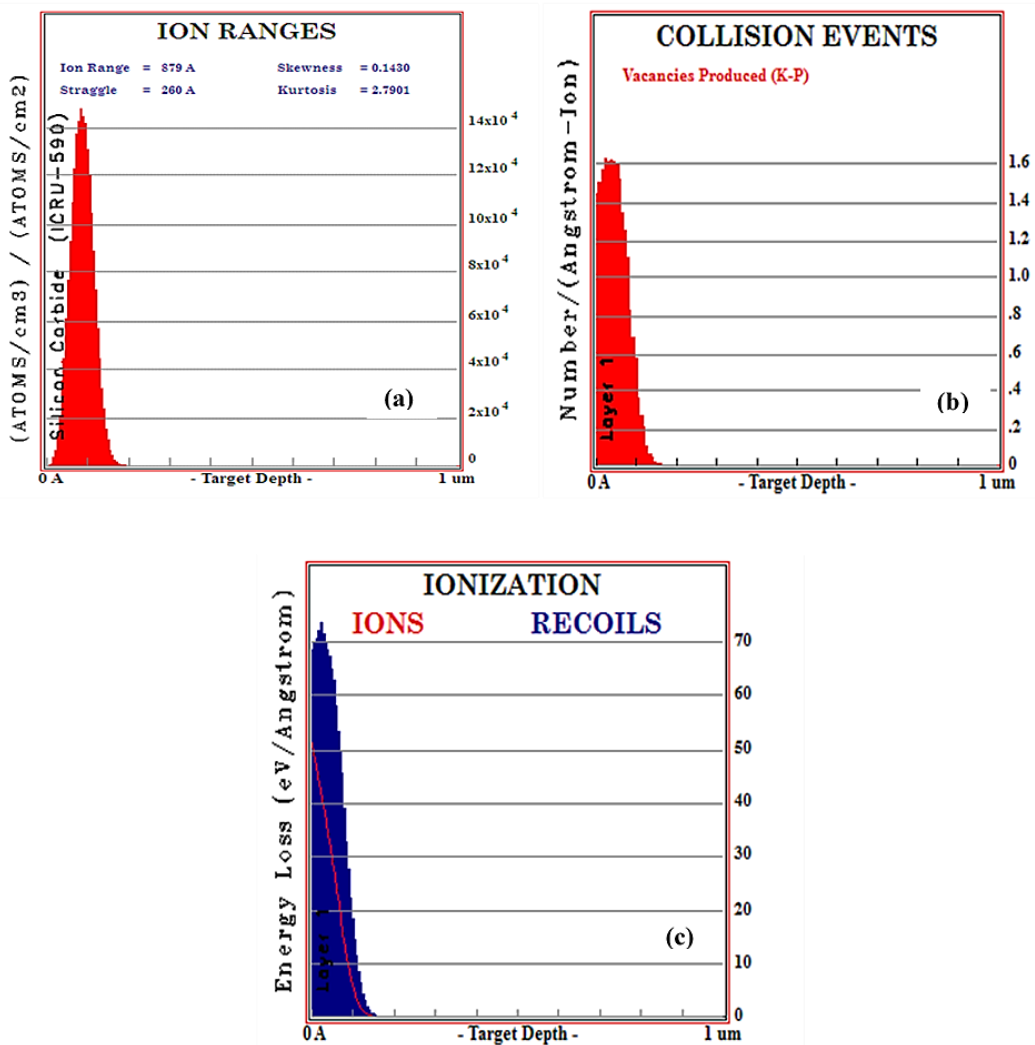 ION RANGES
Ion Range = 879 A Skewness = 0.1430
Straggle = 260 A Kurtosis = 2.7901
(ATOMS/cm3) / (ATOMS/cm2)
Silicon Carbide (ICRU-590)
14x10⁻⁴
12x10⁻⁴
10x10⁻⁴
8x10⁻⁴
6x10⁻⁴
4x10⁻⁴
2x10⁻⁴
0
(a)
0 A - Target Depth - 1 um
COLLISION EVENTS
Vacancies Produced (K-P)
Number/(Angstrom-Ion)
Layer 1
1.6
1.4
1.2
1.0
.8
.6
.4
.2
0
(b)
0A - Target Depth - 1 um
IONIZATION
IONS RECOILS
Energy Loss (eV/Angstrom)
Layer 1
70
60
50
40
30
20
10
0
(c)
0A - Target Depth - 1 um